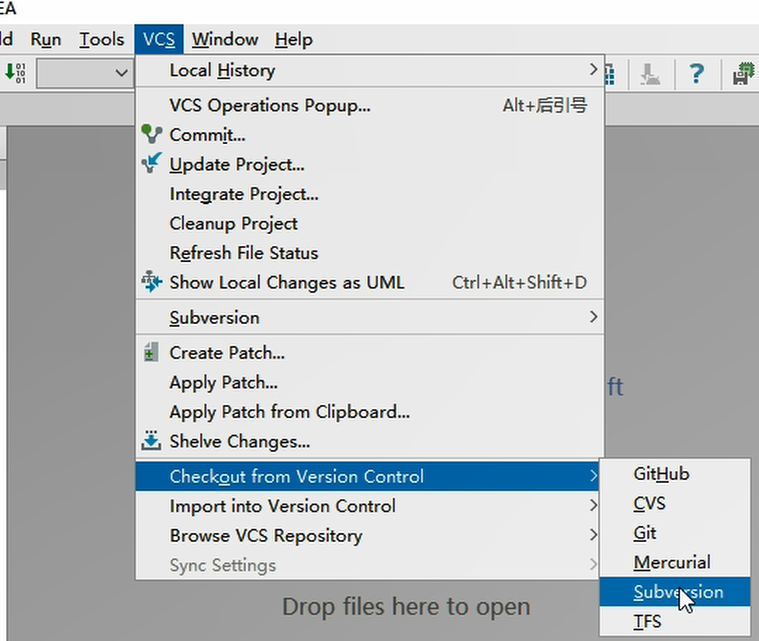 EA
ld Run Tools VCS Window Help
Local History
VCS Operations Popup... Alt+后引号
Commit...
Update Project...
Integrate Project...
Cleanup Project
Refresh File Status
Show Local Changes as UML Ctrl+Alt+Shift+D
Subversion
Create Patch...
Apply Patch...
ft
Apply Patch from Clipboard...
Shelve Changes...
Checkout from Version Control
GitHub
Import into Version Control
CVS
Browse VCS Repository
Git
Sync Settings
Mercurial
Subversion
Drop files here to open
TFS